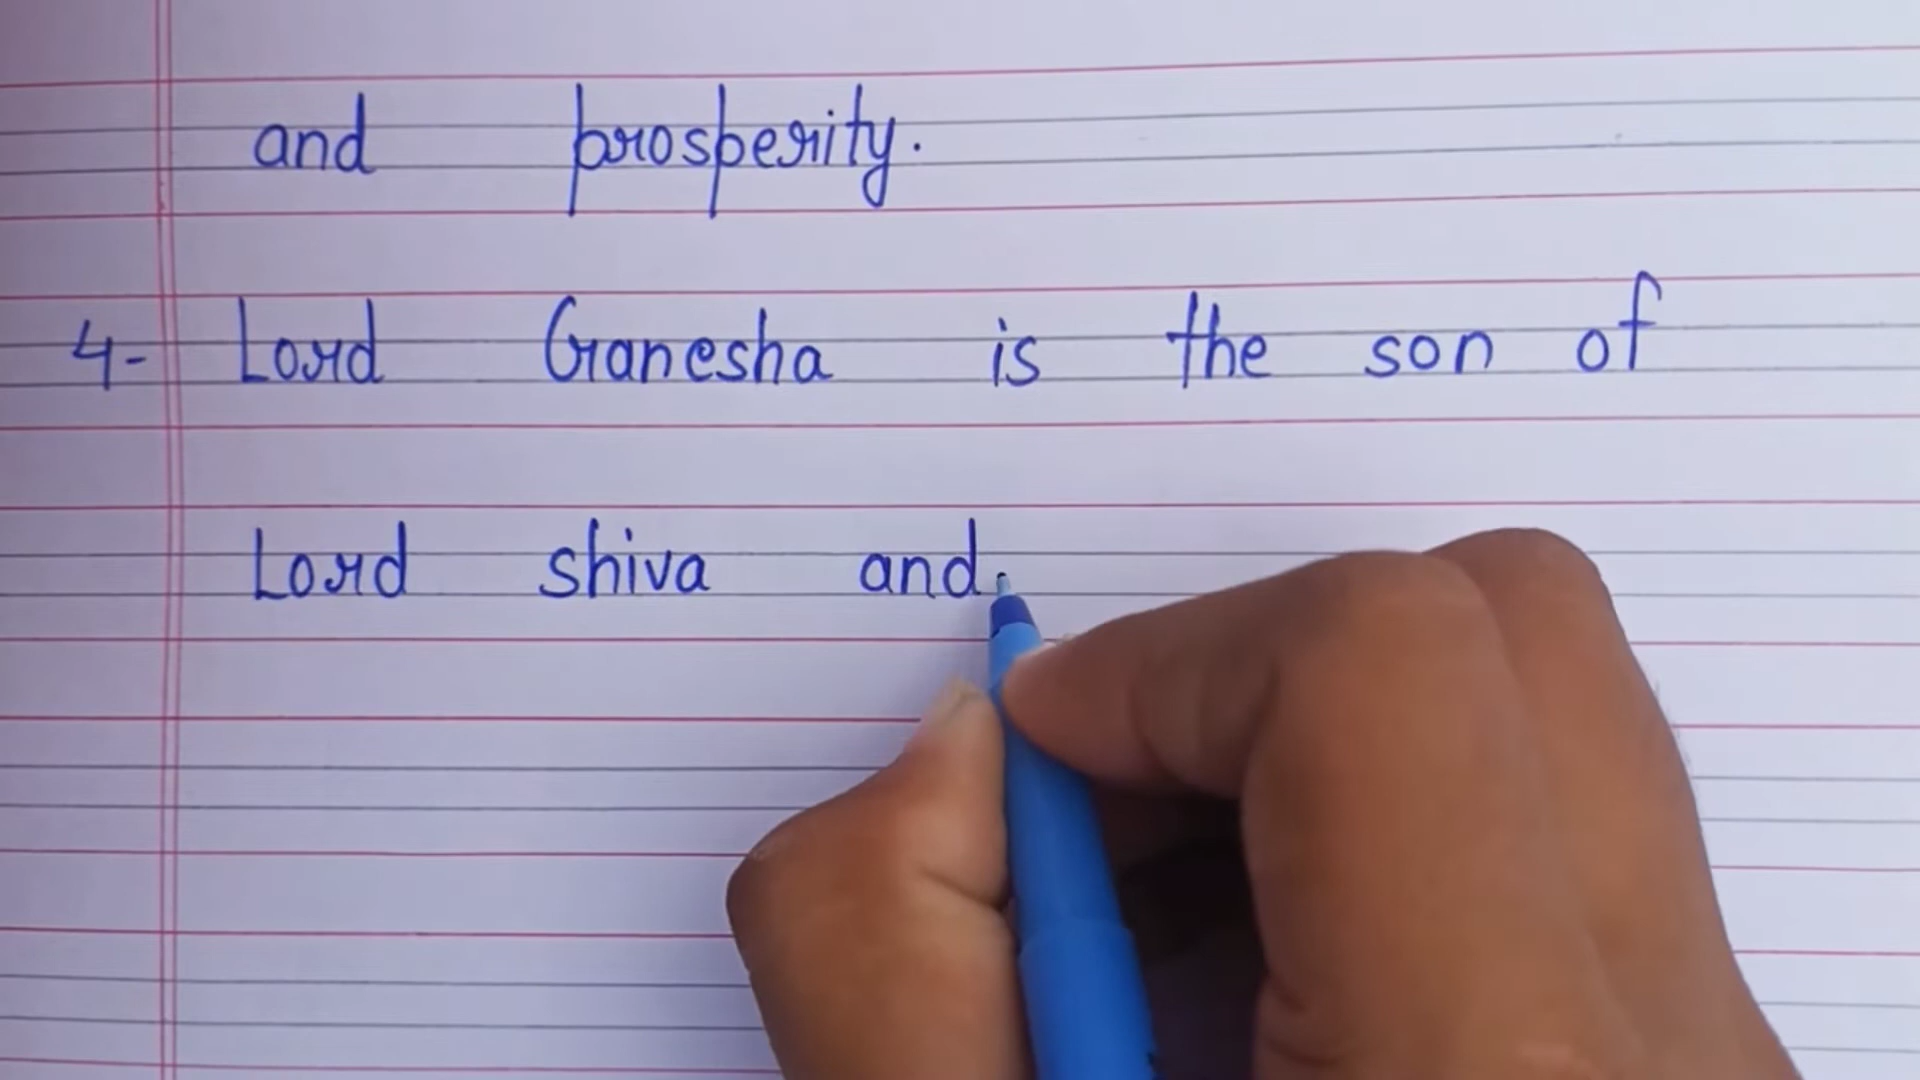 and prosperity.
4- Lord Ganesha is the son of
Lord shiva and